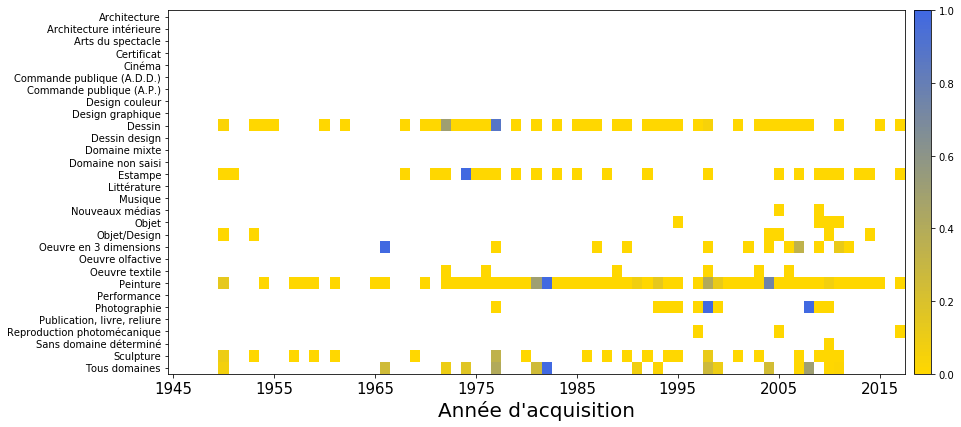 Architecture
Architecture intérieure
Arts du spectacle
Certificat
Cinéma
Commande publique (A.D.D.)
Commande publique (A.P.)
Design couleur
Design graphique
Dessin
Dessin design
Domaine mixte
Domaine non saisi
Estampe
Littérature
Musique
Nouveaux médias
Objet
Objet/Design
Oeuvre en 3 dimensions
Oeuvre olfactive
Oeuvre textile
Peinture
Performance
Photographie
Publication, livre, reliure
Reproduction photomécanique
Sans domaine déterminé
Sculpture
Tous domaines
1945 1955 1965 1975 1985 1995 2005 2015
Année d'acquisition
1.0
0.8
0.6
0.4
0.2
0.0